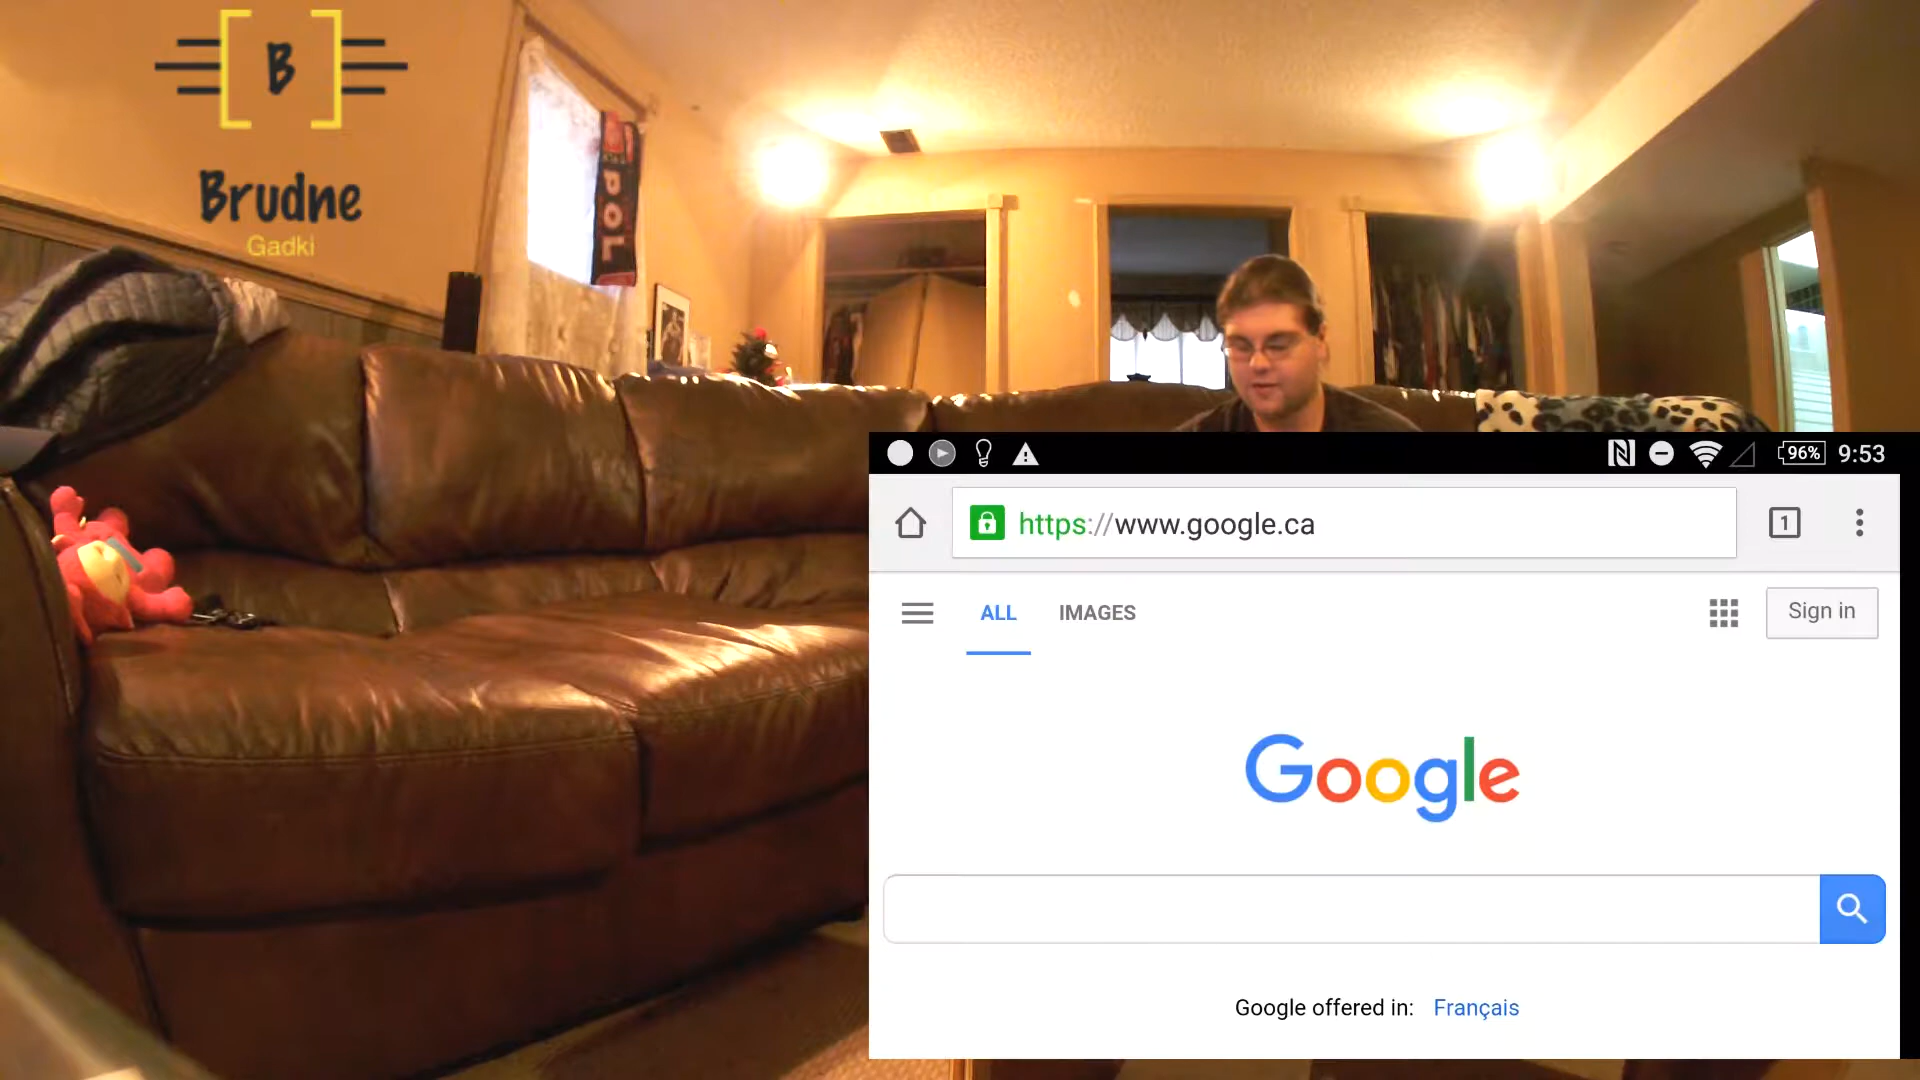 B
Brudne
Gadki
POL
96% 9:53
https://www.google.ca
1
ALL IMAGES
Sign in
Google
Google offered in: Français